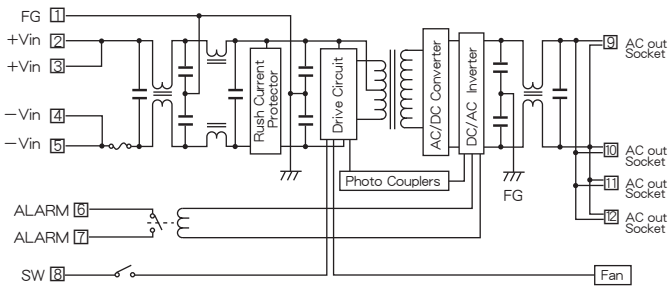 FG 1
+Vin 2
+Vin 3
−Vin 4
−Vin 5
ALARM 6
ALARM 7
SW 8
Rush Current
Protector
Drive Circuit
AC/DC Converter
DC/AC Inverter
Photo Couplers
FG
Fan
9 AC out
Socket
10 AC out
Socket
11 AC out
Socket
12 AC out
Socket